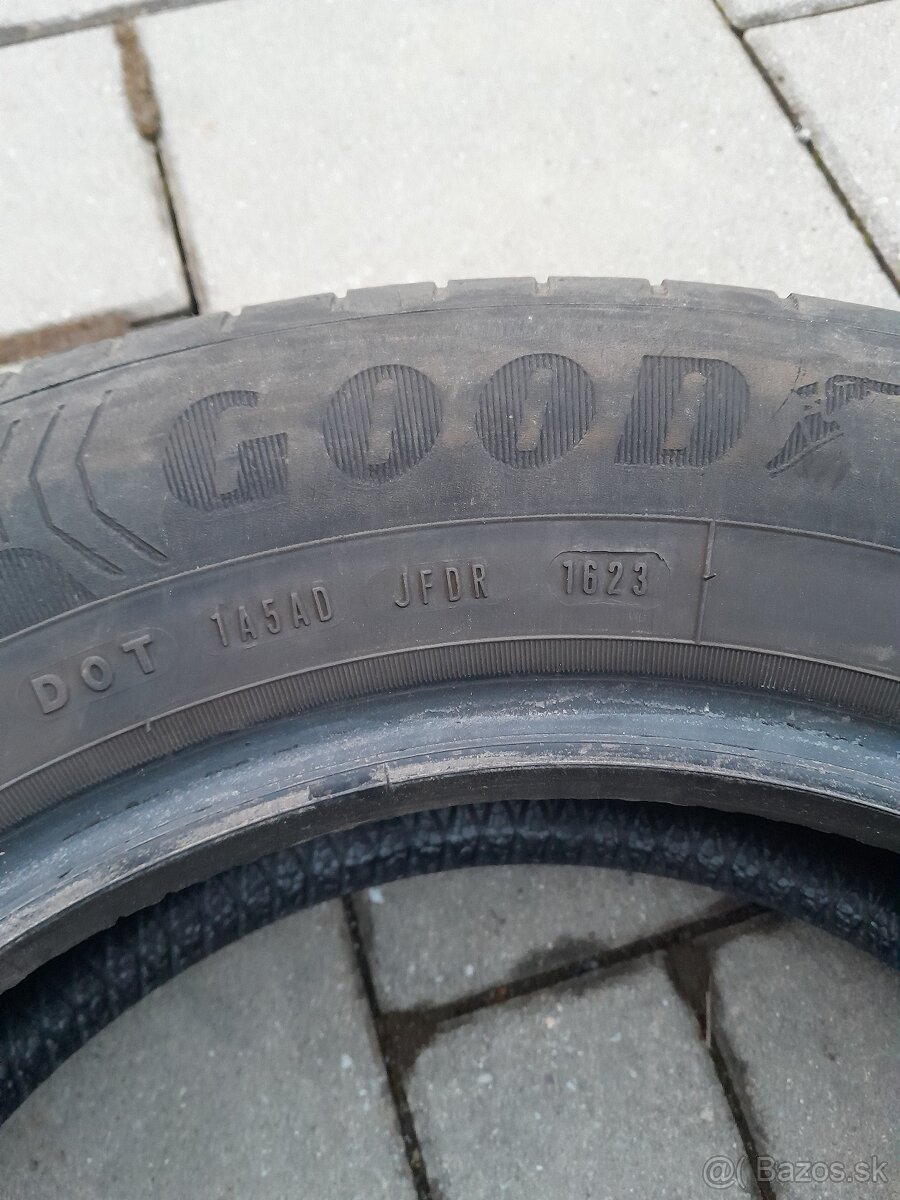 GOOD
DOT 1A5AD JFDR 1623
@( Bazos.sk